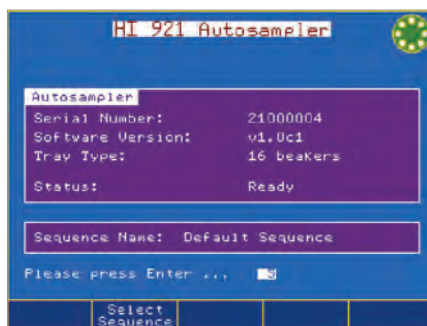 HI 921 Autosampler
Autosampler
Serial Number: 21000004
Software Version: v1.0c1
Tray Type: 16 beakers
Status: Ready
Sequence Name: Default Sequence
Please press Enter ... 3
Select
Sequence